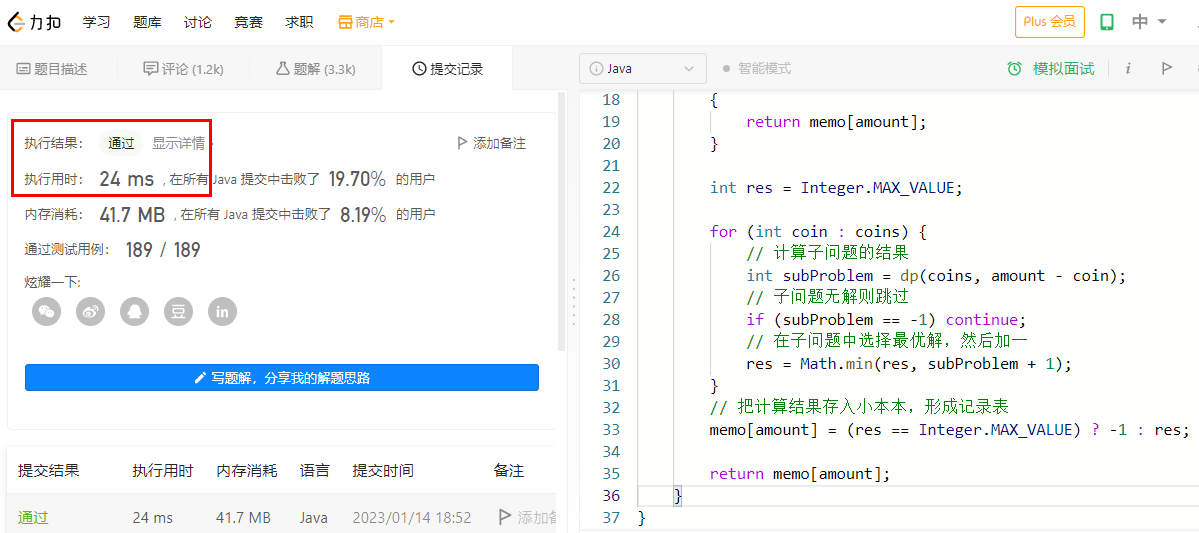 力扣 学习 题库 讨论 竞赛 求职 商店 Plus 会员 中
题目描述 评论 (1.2k) 题解 (3.3k) 提交记录
执行结果： 通过 显示详情 添加备注
执行用时： 24 ms , 在所有 Java 提交中击败了 19.70% 的用户
内存消耗： 41.7 MB , 在所有 Java 提交中击败了 8.19% 的用户
通过测试用例： 189 / 189
炫耀一下:
豆 in
写题解，分享我的解题思路
提交结果 执行用时 内存消耗 语言 提交时间 备注
通过 24 ms 41.7 MB Java 2023/01/14 18:52 添加
i Java 智能模式 模拟面试 i
18 {
19 return memo[amount];
20 }
21
22 int res = Integer.MAX_VALUE;
23
24 for (int coin : coins) {
25 // 计算子问题的结果
26 int subProblem = dp(coins, amount - coin);
27 // 子问题无解则跳过
28 if (subProblem == -1) continue;
29 // 在子问题中选择最优解，然后加一
30 res = Math.min(res, subProblem + 1);
31 }
32 // 把计算结果存入小本本，形成记录表
33 memo[amount] = (res == Integer.MAX_VALUE) ? -1 : res;
34
35 return memo[amount];
36 }
37 }